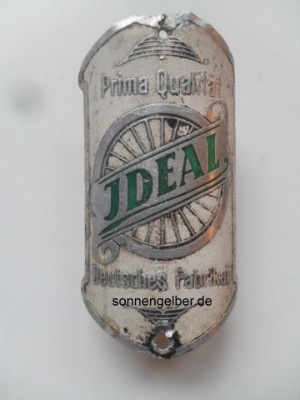 Prima Qualität
JDEAL
Deutsches Fabrikat
sonnengelber.de